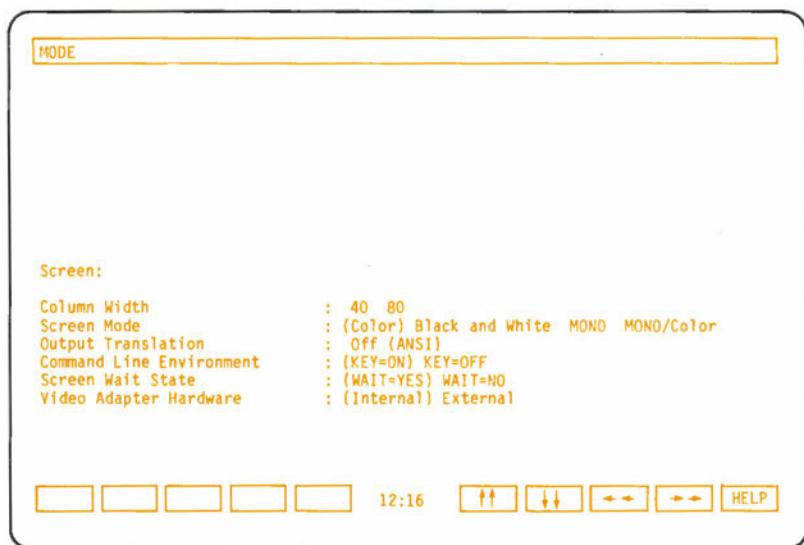 MODE
Screen:
Column Width : 40 80
Screen Mode : (Color) Black and White MONO MONO/Color
Output Translation : Off (ANSI)
Command Line Environment : (KEY=ON) KEY=OFF
Screen Wait State : (WAIT=YES) WAIT=NO
Video Adapter Hardware : (Internal) External
12:16 ↑↑ ↓↓ ←← →→ HELP